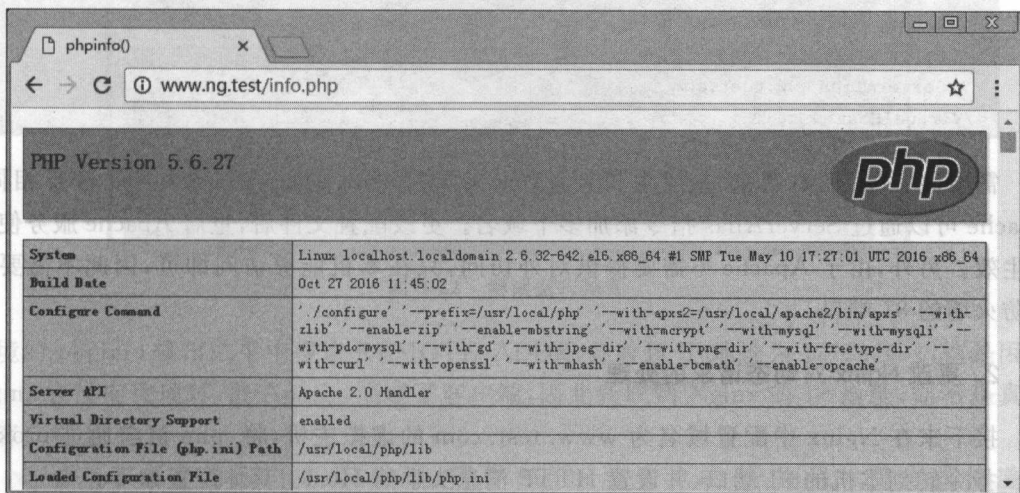 phpinfo()
www.ng.test/info.php
PHP Version 5.6.27
php
System Linux localhost.localdomain 2.6.32-642.el6.x86_64 #1 SMP Tue May 10 17:27:01 UTC 2016 x86_64
Build Date Oct 27 2016 11:45:02
Configure Command './configure' '--prefix=/usr/local/php' '--with-apxs2=/usr/local/apache2/bin/apxs' '--with-
zlib' '--enable-zip' '--enable-mbstring' '--with-mcrypt' '--with-mysql' '--with-mysqli' '--
with-pdo-mysql' '--with-gd' '--with-jpeg-dir' '--with-png-dir' '--with-freetype-dir' '--
with-curl' '--with-openssl' '--with-mhash' '--enable-bcmath' '--enable-opcache'
Server API Apache 2.0 Handler
Virtual Directory Support enabled
Configuration File (php.ini) Path /usr/local/php/lib
Loaded Configuration File /usr/local/php/lib/php.ini